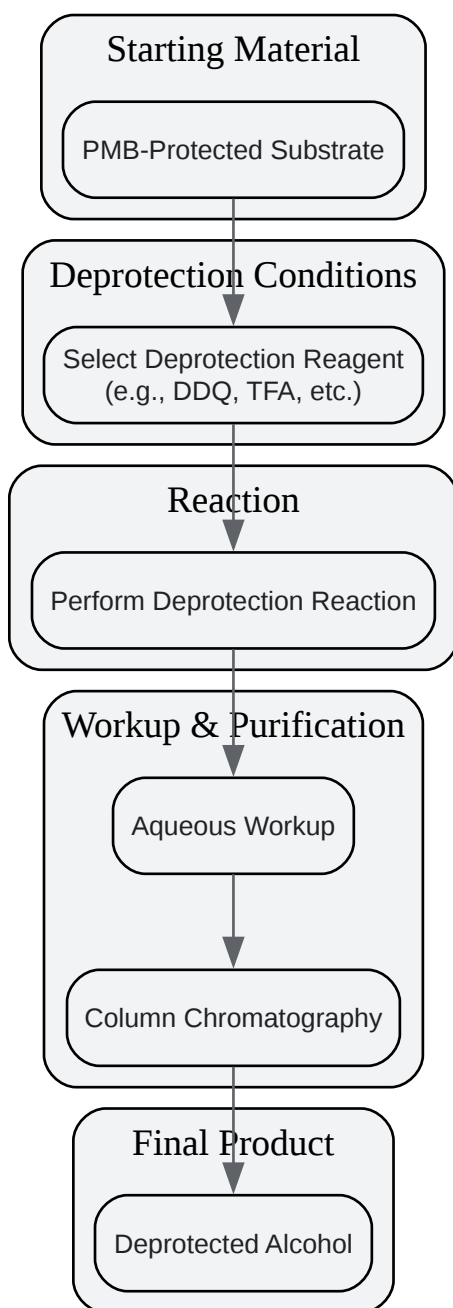 Starting Material
PMB-Protected Substrate
Deprotection Conditions
Select Deprotection Reagent
(e.g., DDQ, TFA, etc.)
Reaction
Perform Deprotection Reaction
Workup & Purification
Aqueous Workup
Column Chromatography
Final Product
Deprotected Alcohol